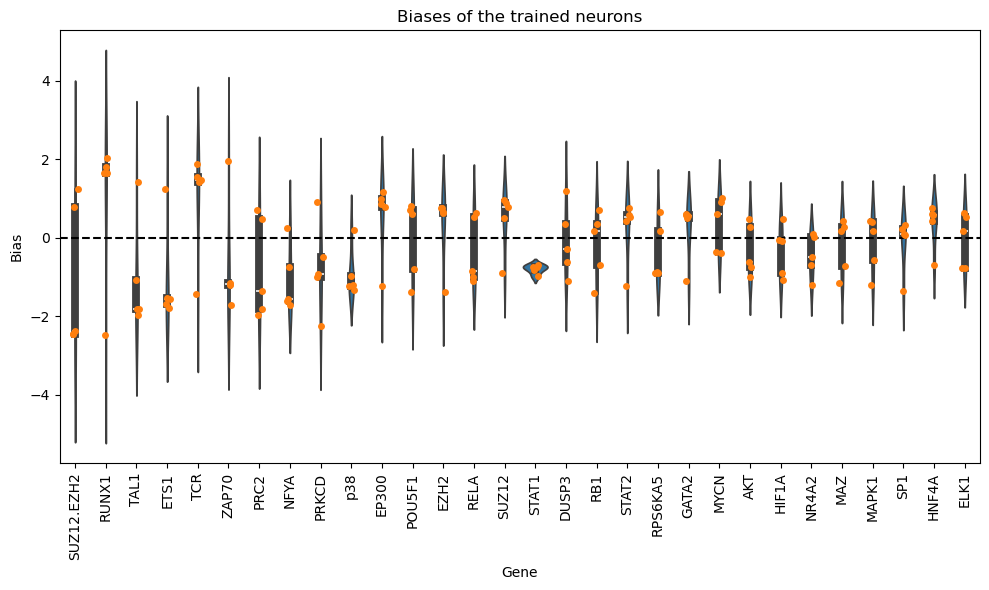 Biases of the trained neurons
Bias
4
2
0
−2
−4
SUZ12.EZH2
RUNX1
TAL1
ETS1
TCR
ZAP70
PRC2
NFYA
PRKCD
p38
EP300
POU5F1
EZH2
RELA
SUZ12
STAT1
DUSP3
RB1
STAT2
RPS6KA5
GATA2
MYCN
AKT
HIF1A
NR4A2
MAZ
MAPK1
SP1
HNF4A
ELK1
Gene